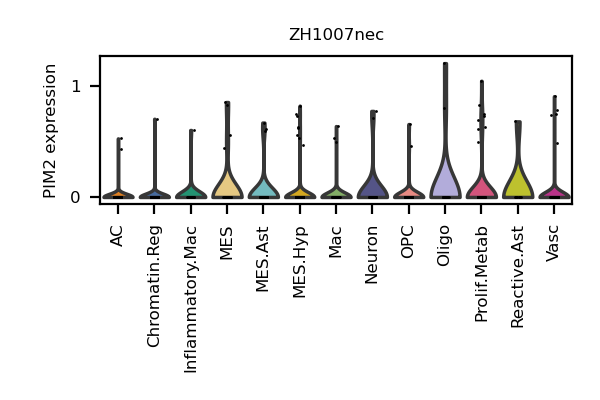 ZH1007nec
PIM2 expression
1
0
AC
Chromatin.Reg
Inflammatory.Mac
MES
MES.Ast
MES.Hyp
Mac
Neuron
OPC
Oligo
Prolif.Metab
Reactive.Ast
Vasc